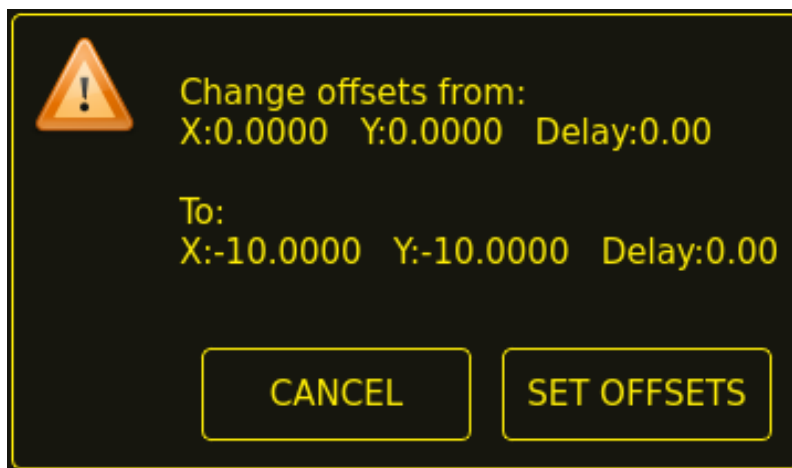 Change offsets from:
X:0.0000 Y:0.0000 Delay:0.00
To:
X:-10.0000 Y:-10.0000 Delay:0.00
CANCEL
SET OFFSETS